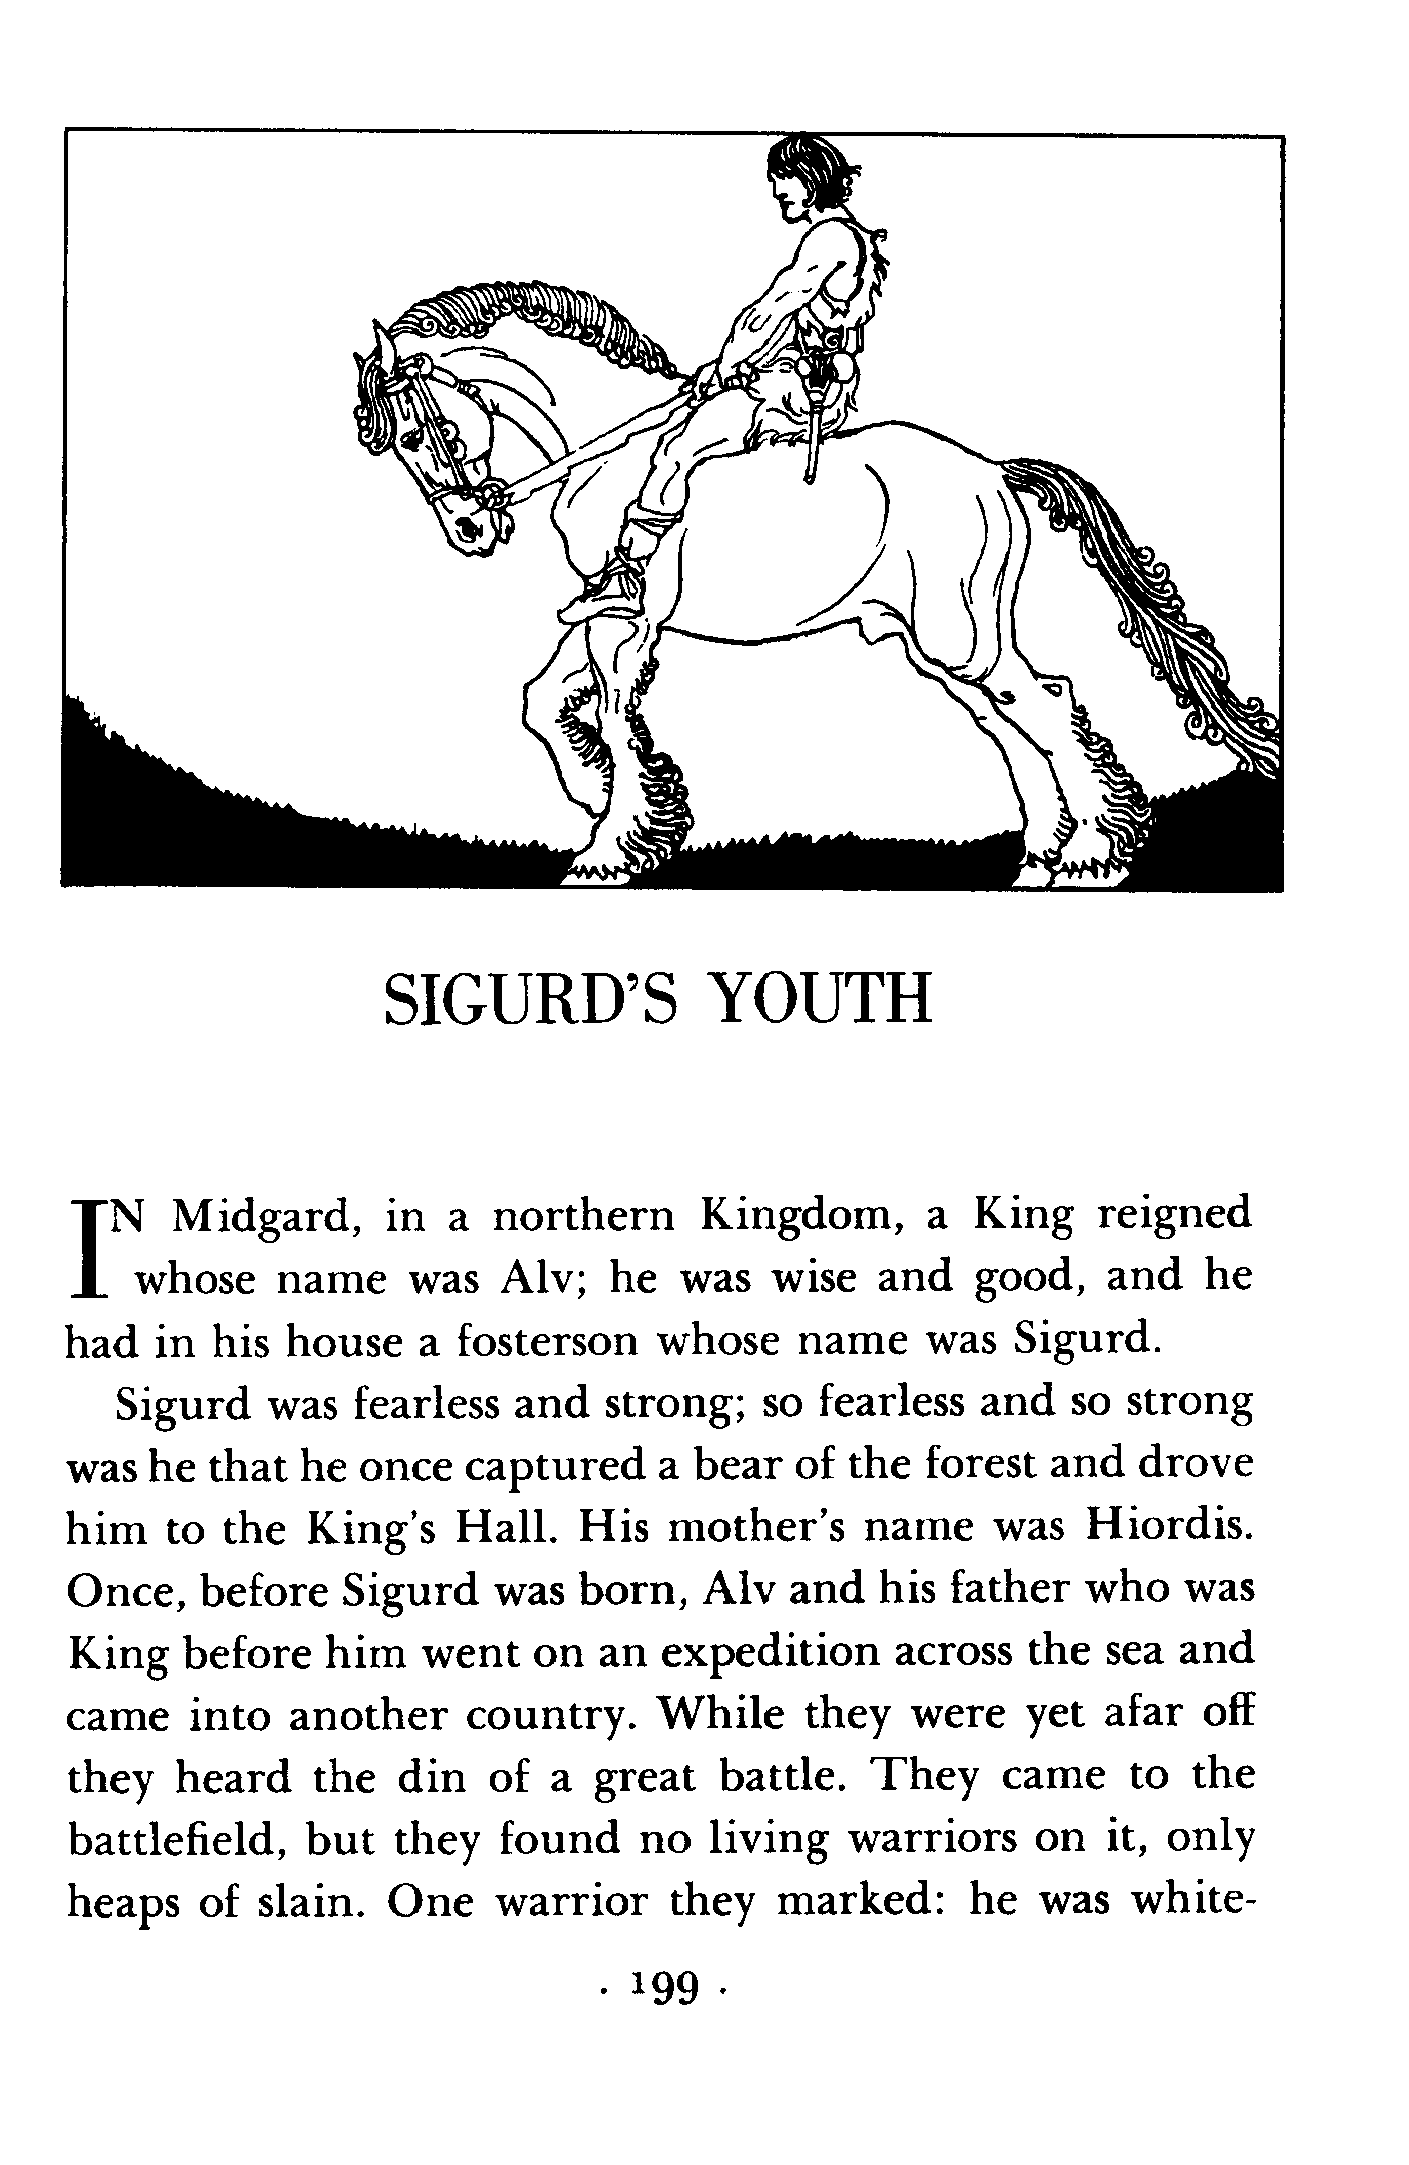 SIGURD'S YOUTH
IN Midgard, in a northern Kingdom, a King reigned
whose name was Alv; he was wise and good, and he
had in his house a fosterson whose name was Sigurd.
Sigurd was fearless and strong; so fearless and so strong
was he that he once captured a bear of the forest and drove
him to the King's Hall. His mother's name was Hiordis.
Once, before Sigurd was born, Alv and his father who was
King before him went on an expedition across the sea and
came into another country. While they were yet afar off
they heard the din of a great battle. They came to the
battlefield, but they found no living warriors on it, only
heaps of slain. One warrior they marked: he was white-
· 199 ·